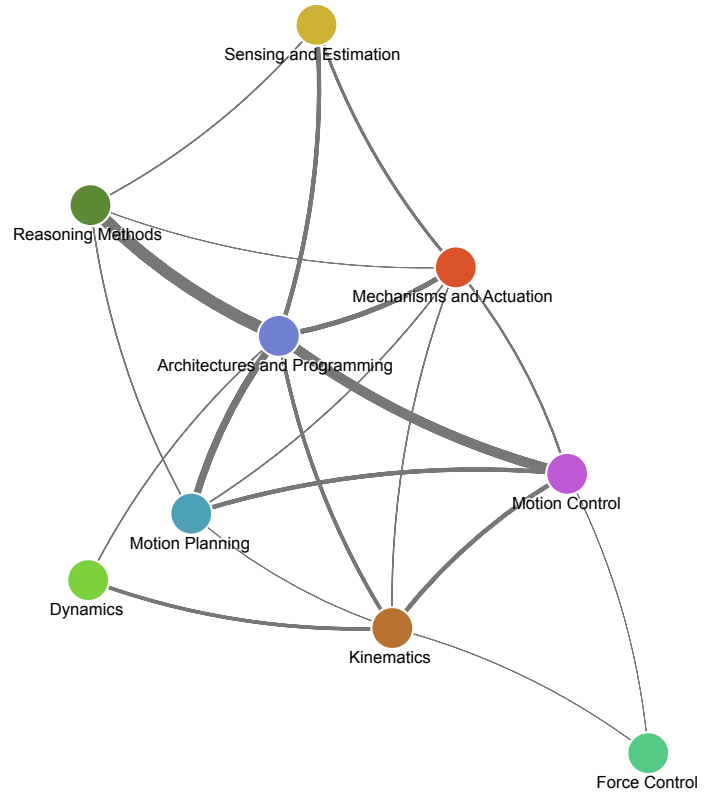 Sensing and Estimation
Reasoning Methods
Mechanisms and Actuation
Architectures and Programming
Motion Control
Motion Planning
Dynamics
Kinematics
Force Control